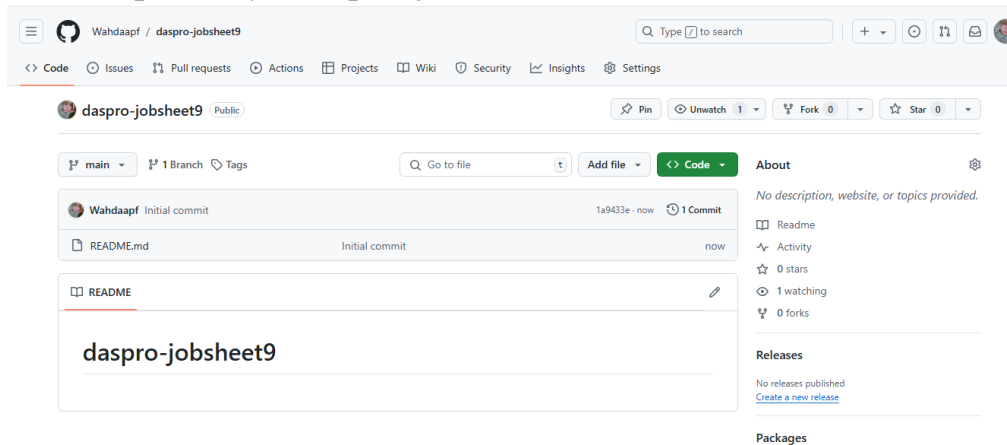 Wahdaapf / daspro-jobsheet9
Type / to search
Code Issues Pull requests Actions Projects Wiki Security Insights Settings
daspro-jobsheet9 Public
Pin Unwatch 1 Fork 0 Star 0
main 1 Branch Tags Go to file t Add file Code
About
No description, website, or topics provided.
Wahdaapf Initial commit 1a9433e · now 1 Commit
README.md Initial commit now
Readme
Activity
0 stars
1 watching
0 forks
README
daspro-jobsheet9
Releases
No releases published
Create a new release
Packages